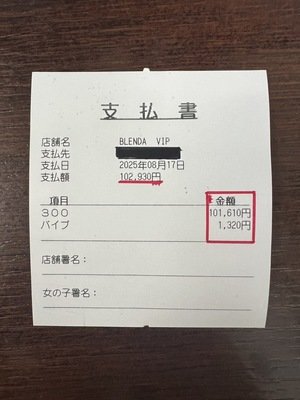 支払書
店舗名 BLENDA VIP
支払先
支払日 2025年08月17日
支払額 102,930円
項目 金額
300 101,610円
バイブ 1,320円
店舗署名：
女の子署名：